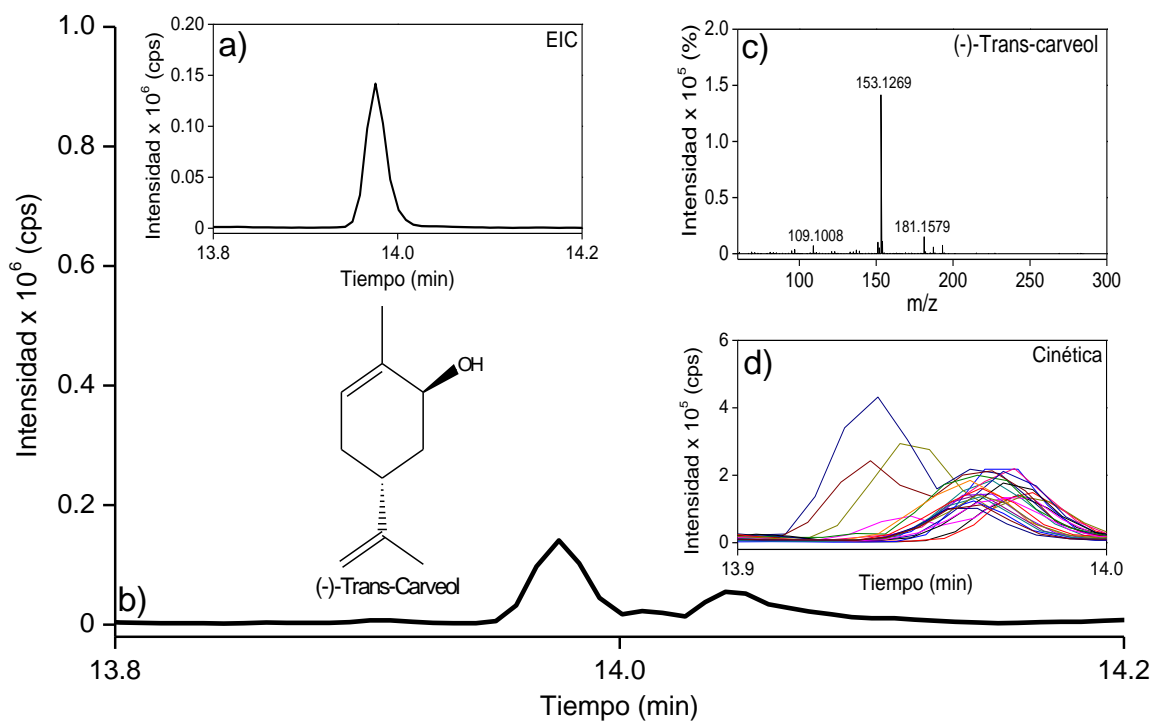 1.0
0.8
0.6
0.4
0.2
0
Intensidad x 10⁶ (cps)
b)
13.8
14.0
14.2
Tiempo (min)
a)
EIC
0.20
0.15
0.10
0.05
0
Intensidad x 10⁶ (cps)
13.8
14.0
14.2
Tiempo (min)
OH
(-)-Trans-Carveol
c)
(-)-Trans-carveol
2.0
1.5
1.0
0.5
0
Intensidad x 10⁵ (%)
153.1269
109.1008
181.1579
100
150
200
250
300
m/z
d)
Cinética
6
4
2
0
Intensidad x 10⁵ (cps)
13.9
14.0
Tiempo (min)